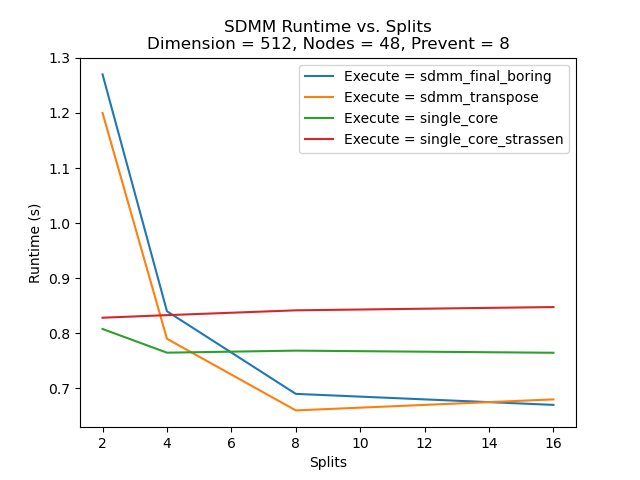 SDMM Runtime vs. Splits
Dimension = 512, Nodes = 48, Prevent = 8
Execute = sdmm_final_boring
Execute = sdmm_transpose
Execute = single_core
Execute = single_core_strassen
Runtime (s)
1.3
1.2
1.1
1.0
0.9
0.8
0.7
2 4 6 8 10 12 14 16
Splits